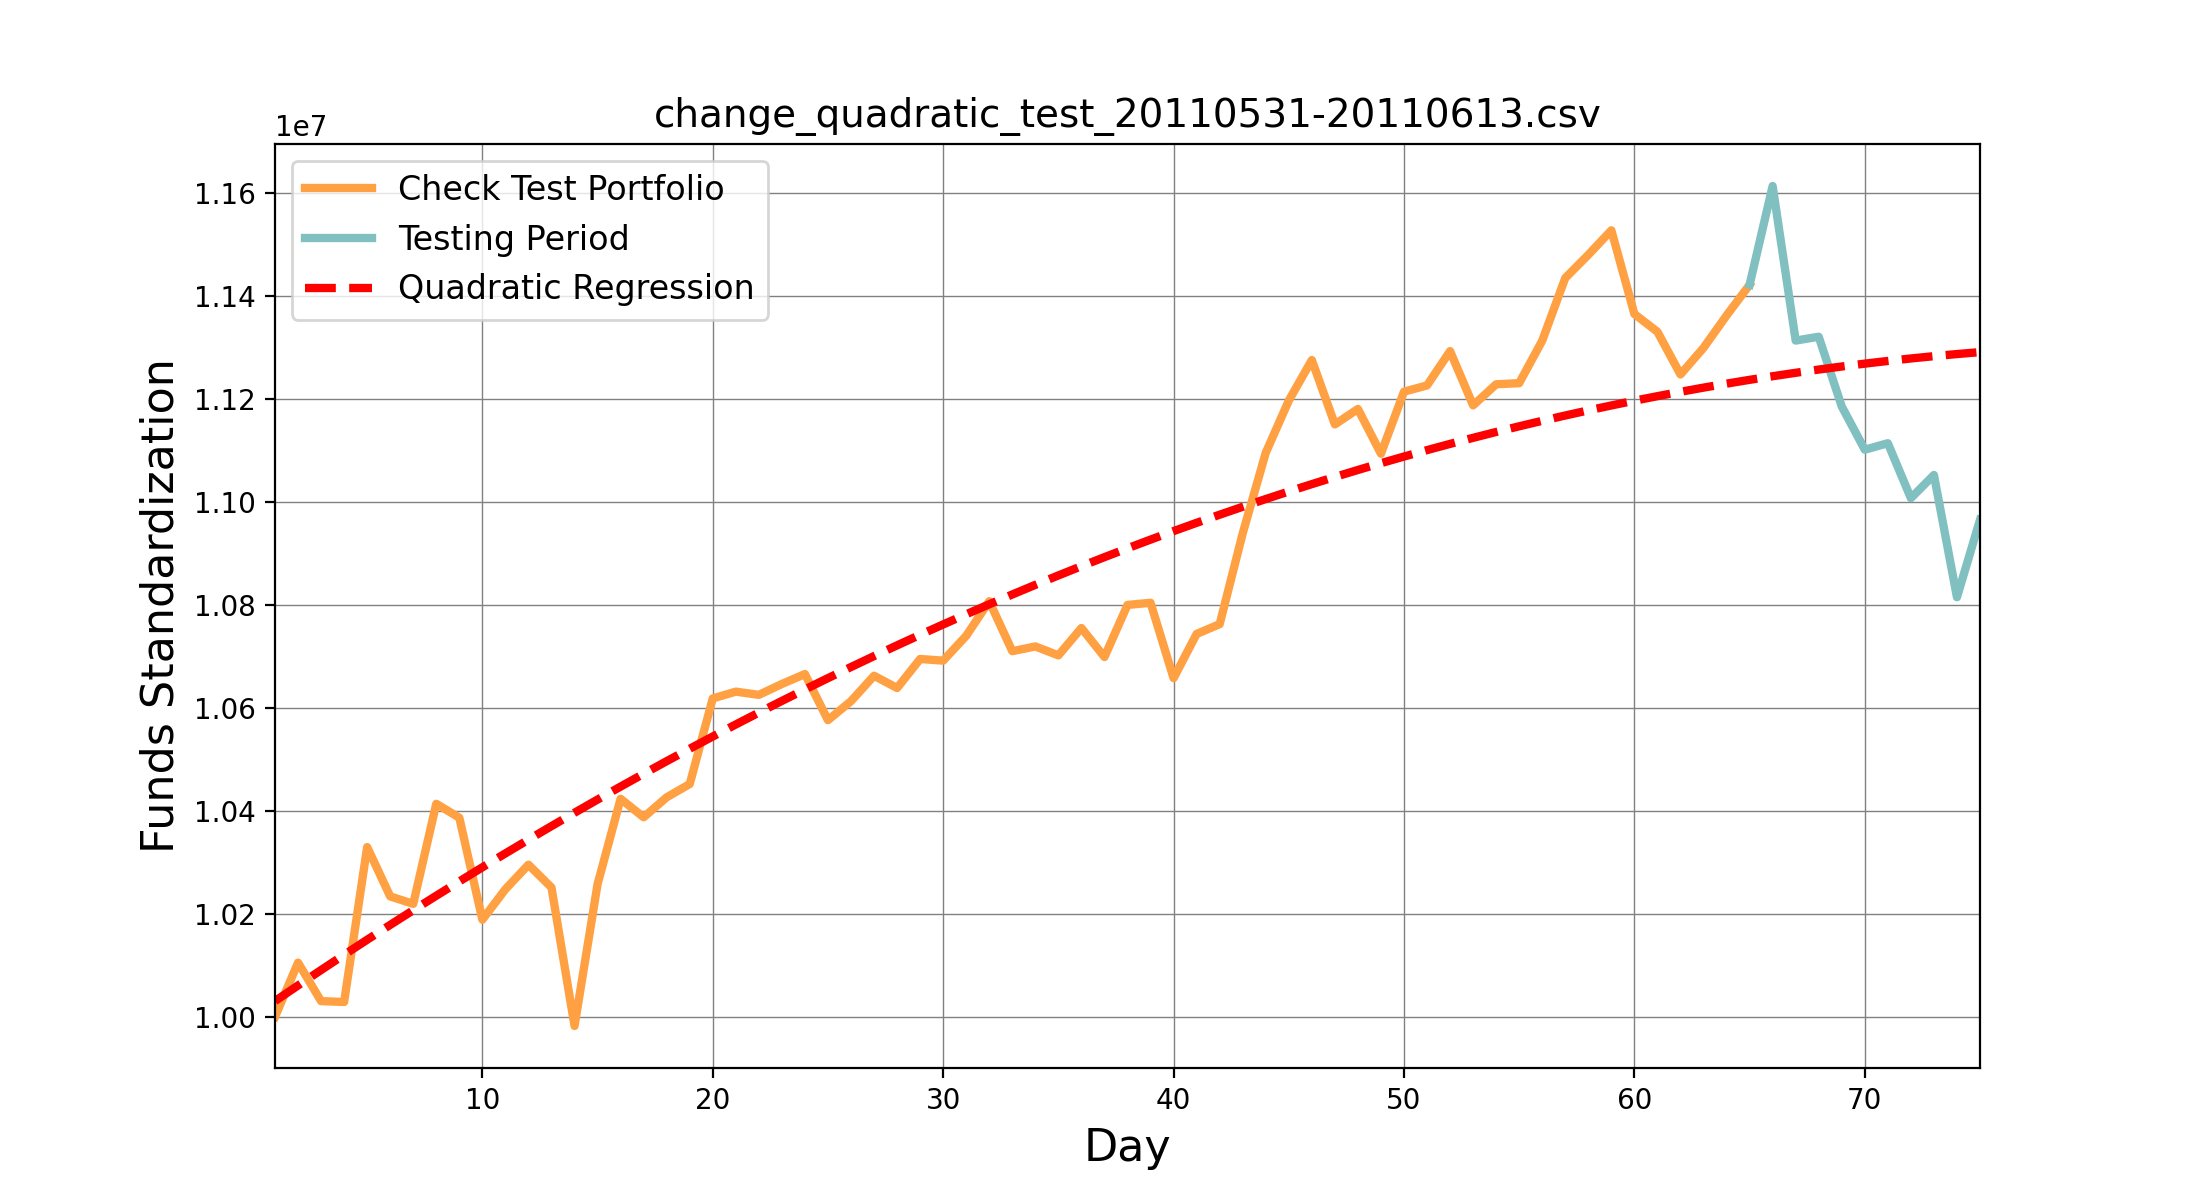 change_quadratic_test_20110531-20110613.csv
1e7
Check Test Portfolio
Testing Period
Quadratic Regression
Funds Standardization
1.16
1.14
1.12
1.10
1.08
1.06
1.04
1.02
1.00
10 20 30 40 50 60 70
Day